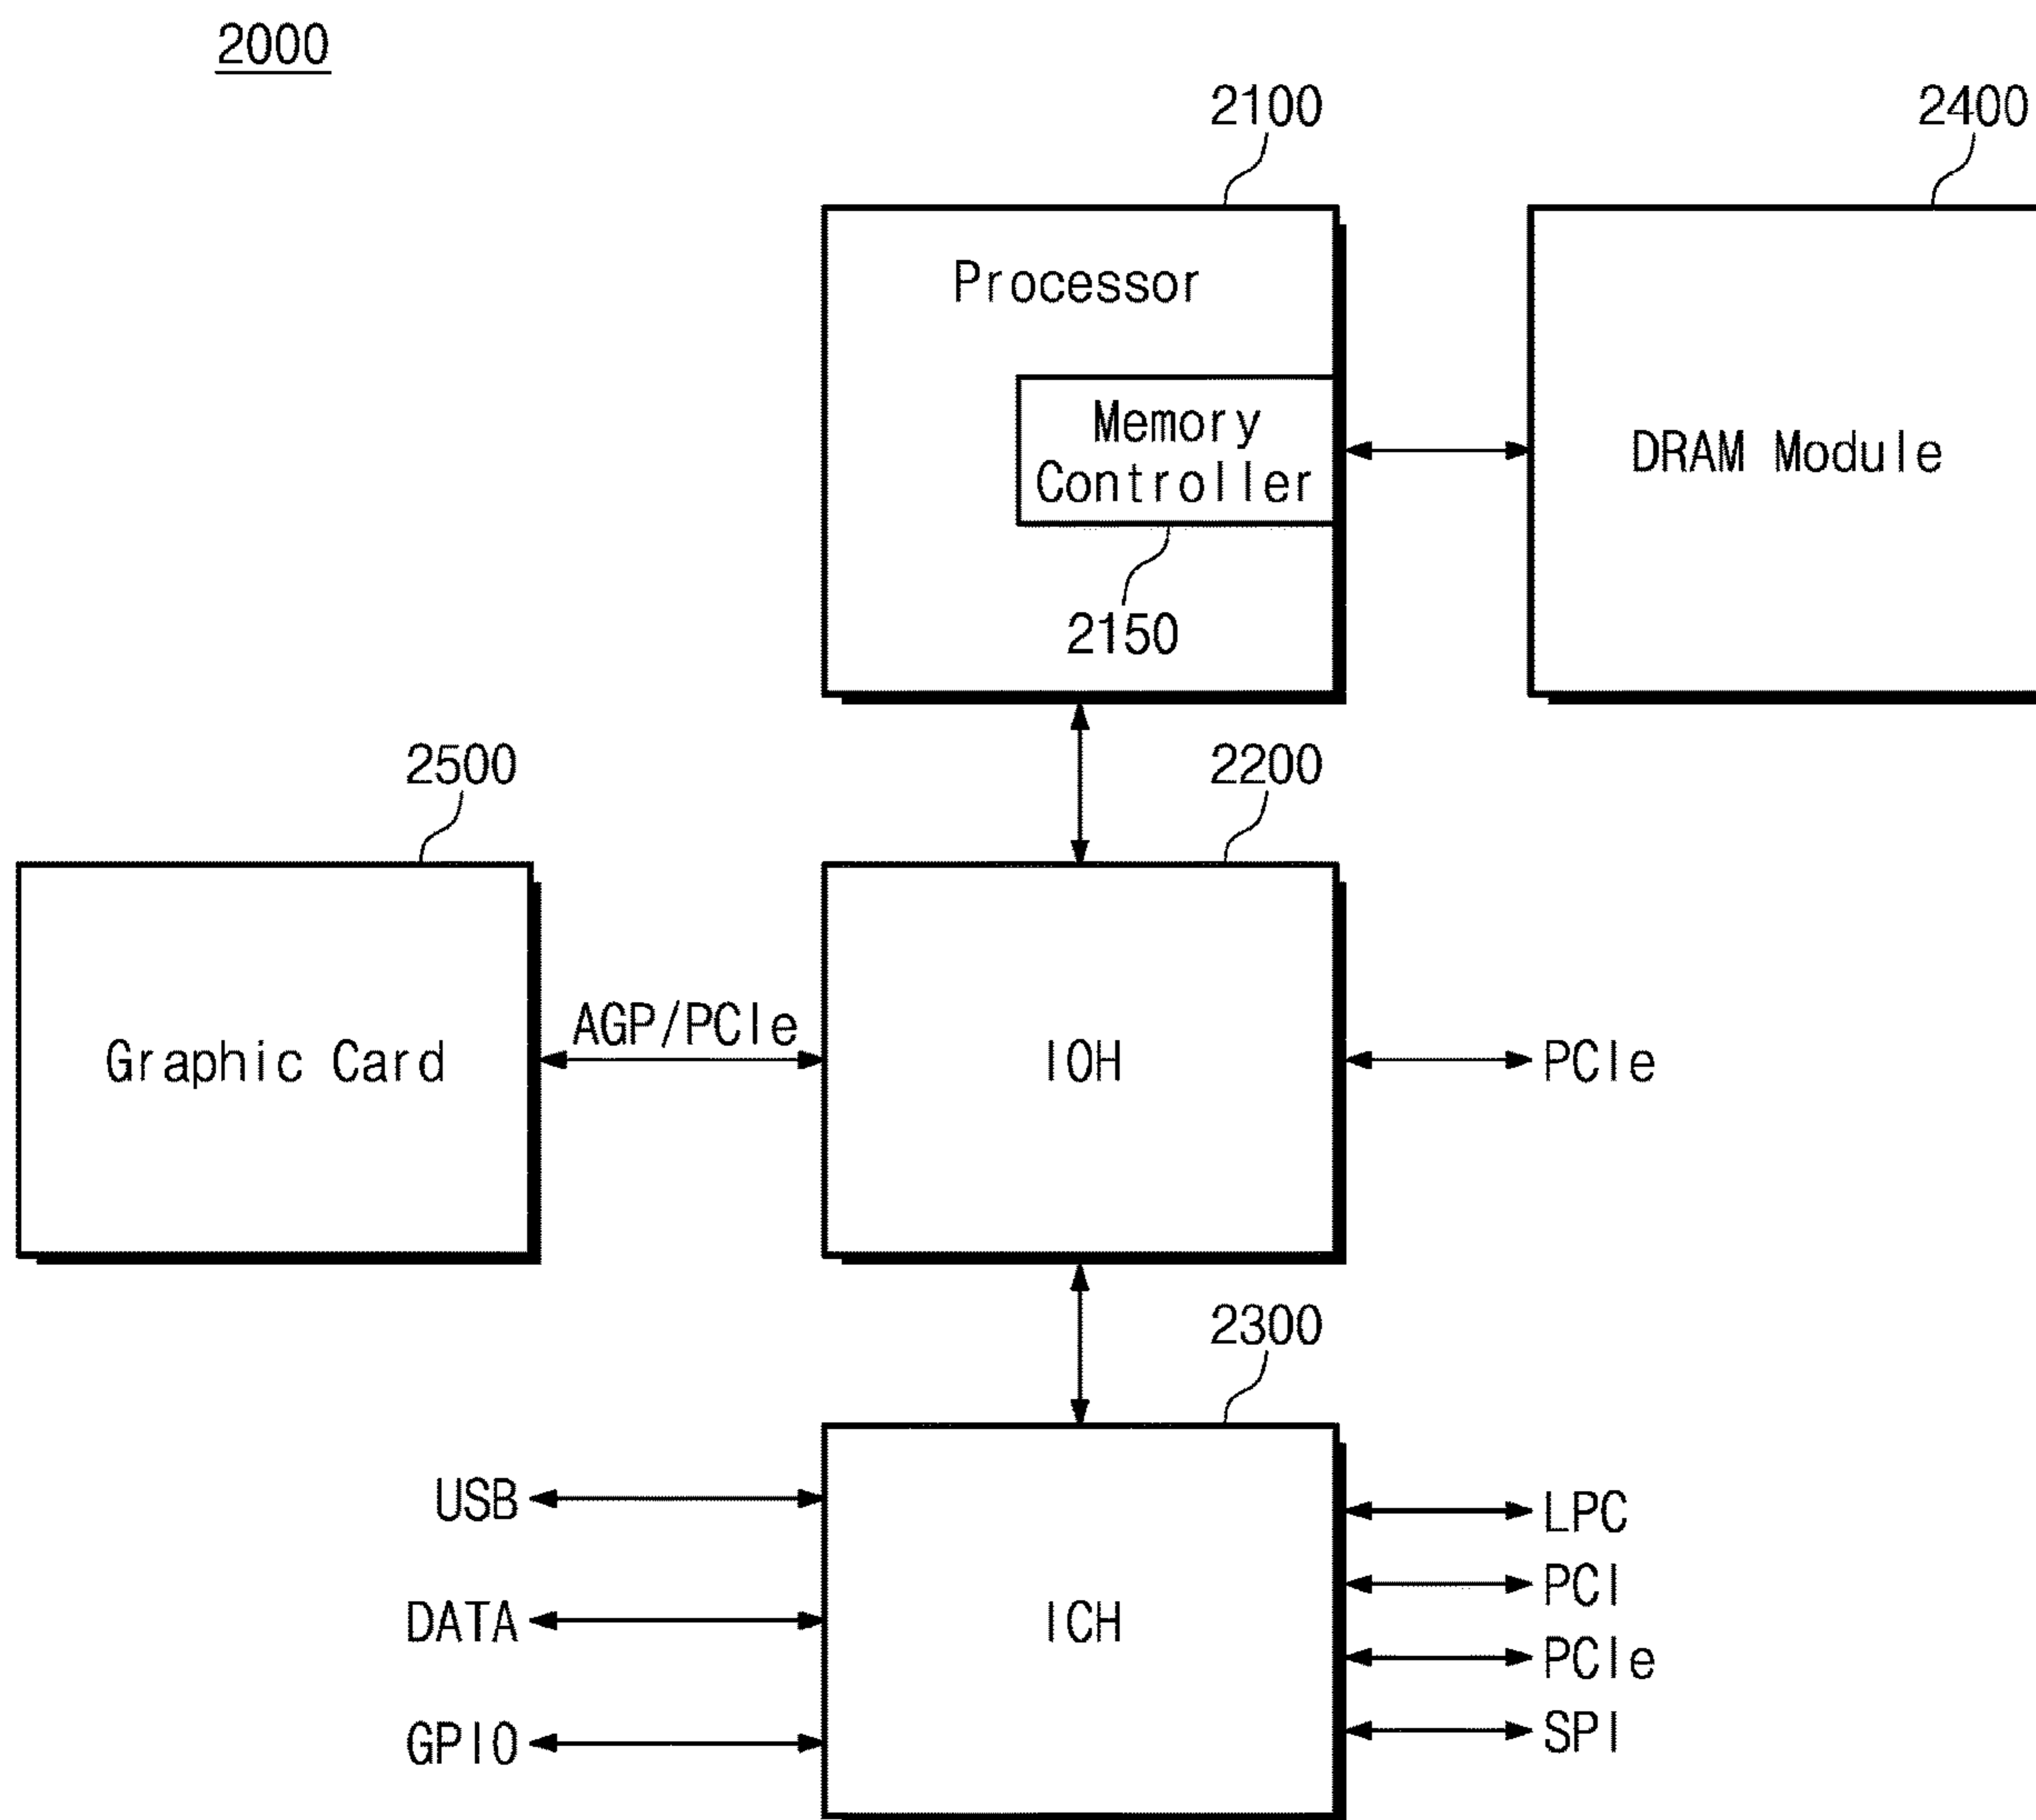 2000
2100
2400
Processor
Memory
Controller
DRAM Module
2150
2500
2200
Graphic Card
AGP/PCIe
IOH
PCIe
2300
USB
DATA
GPIO
ICH
LPC
PCI
PCIe
SPI